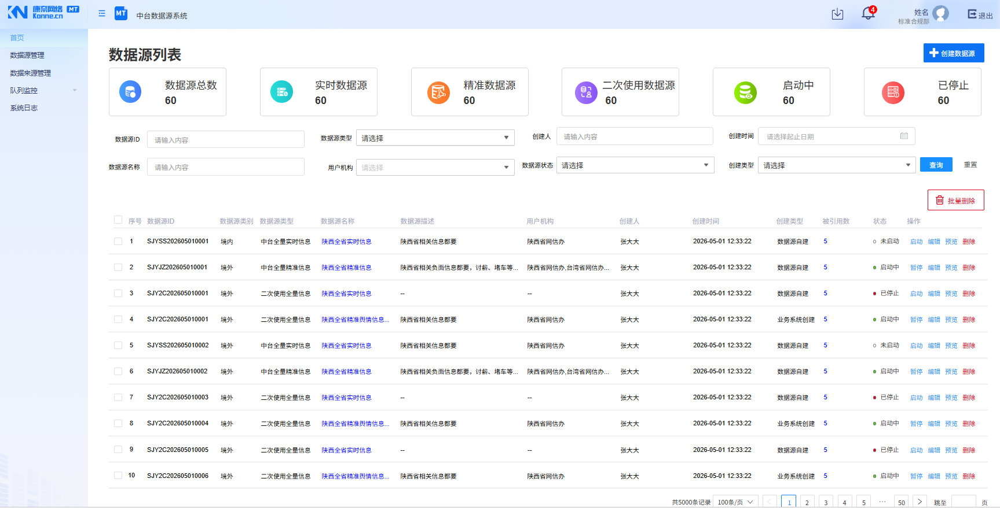 康奈网络 MT
Konne.cn
MT 中台数据源系统
4
姓名
标准合规部
退出
首页
数据源管理
数据来源管理
队列监控
系统日志
数据源列表
创建数据源
数据源总数
60
实时数据源
60
精准数据源
60
二次使用数据源
60
启动中
60
已停止
60
数据源ID 请输入内容 数据源类型 请选择 创建人 请输入内容 创建时间 请选择起止日期
数据源名称 请输入内容 用户机构 请选择 数据源状态 请选择 创建类型 请选择 查询 重置
批量删除
序号 数据源ID 数据源类别 数据源类型 数据源名称 数据源描述 用户机构 创建人 创建时间 创建类型 被引用数 状态 操作
1 SJYSS202605010001 境内 中台全量实时信息 陕西全省实时信息 陕西省相关信息都要 陕西省网信办 张大大 2026-05-01 12:33:22 数据源自建 5 未启动 启动 编辑 预览 删除
2 SJYJZ202605010001 境外 中台全量精准信息 陕西全省精准信息 陕西省相关负面信息都要，讨薪、堵车等... 陕西省网信办,台湾省网信办... 张大大 2026-05-01 12:33:22 数据源自建 5 启动中 暂停 编辑 预览 删除
3 SJY2C202605010001 境外 二次使用全量信息 陕西全省实时信息 -- -- 张大大 2026-05-01 12:33:22 数据源自建 5 已停止 启动 编辑 预览 删除
4 SJY2C202605010001 境外 二次使用全量信息 陕西全省精准舆情信息... 陕西省相关信息都要 陕西省网信办 张大大 2026-05-01 12:33:22 业务系统创建 5 启动中 暂停 编辑 预览 删除
5 SJYSS202605010002 境外 中台全量实时信息 陕西全省实时信息 陕西省相关信息都要 陕西省网信办 张大大 2026-05-01 12:33:22 数据源自建 5 未启动 启动 编辑 预览 删除
6 SJYJZ202605010002 境外 中台全量精准信息 陕西全省精准信息 陕西省相关负面信息都要，讨薪、堵车等... 陕西省网信办,台湾省网信办... 张大大 2026-05-01 12:33:22 数据源自建 5 启动中 暂停 编辑 预览 删除
7 SJY2C202605010003 境外 二次使用全量信息 陕西全省实时信息 -- -- 张大大 2026-05-01 12:33:22 数据源自建 5 已停止 启动 编辑 预览 删除
8 SJY2C202605010004 境外 二次使用全量信息 陕西全省精准舆情信息... 陕西省相关信息都要 陕西省网信办 张大大 2026-05-01 12:33:22 业务系统创建 5 启动中 暂停 编辑 预览 删除
9 SJY2C202605010005 境外 二次使用全量信息 陕西全省实时信息 -- -- 张大大 2026-05-01 12:33:22 数据源自建 5 已停止 启动 编辑 预览 删除
10 SJY2C202605010006 境外 二次使用全量信息 陕西全省精准舆情信息... 陕西省相关信息都要 陕西省网信办 张大大 2026-05-01 12:33:22 业务系统创建 5 启动中 暂停 编辑 预览 删除
共5000条记录 100条/页 < 1 2 3 4 5 ··· 50 > 跳至 页